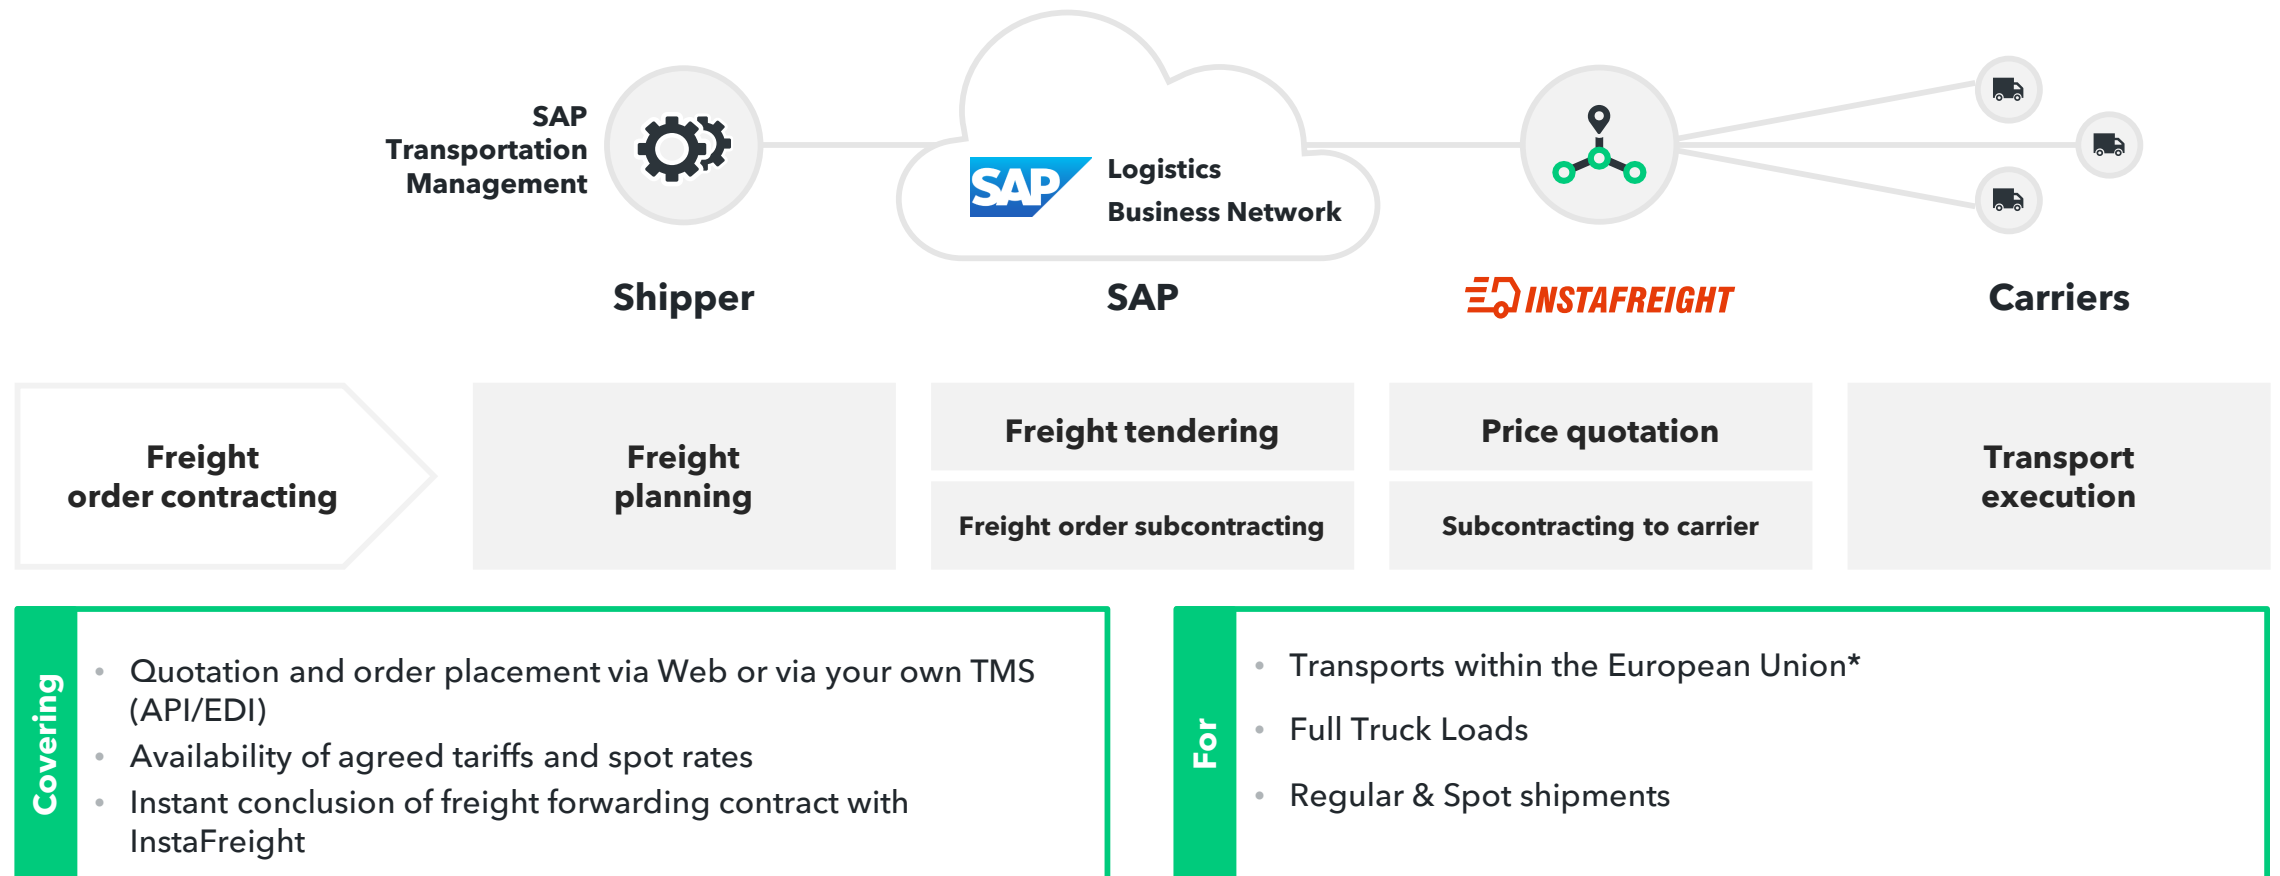 SAP
Transportation
Management
SAP
Logistics
Business Network
Shipper
SAP
INSTAFREIGHT
Carriers
Freight
order contracting
Freight
planning
Freight tendering
Freight order subcontracting
Price quotation
Subcontracting to carrier
Transport
execution
Covering
• Quotation and order placement via Web or via your own TMS
(API/EDI)
• Availability of agreed tariffs and spot rates
• Instant conclusion of freight forwarding contract with
InstaFreight
For
• Transports within the European Union*
• Full Truck Loads
• Regular & Spot shipments